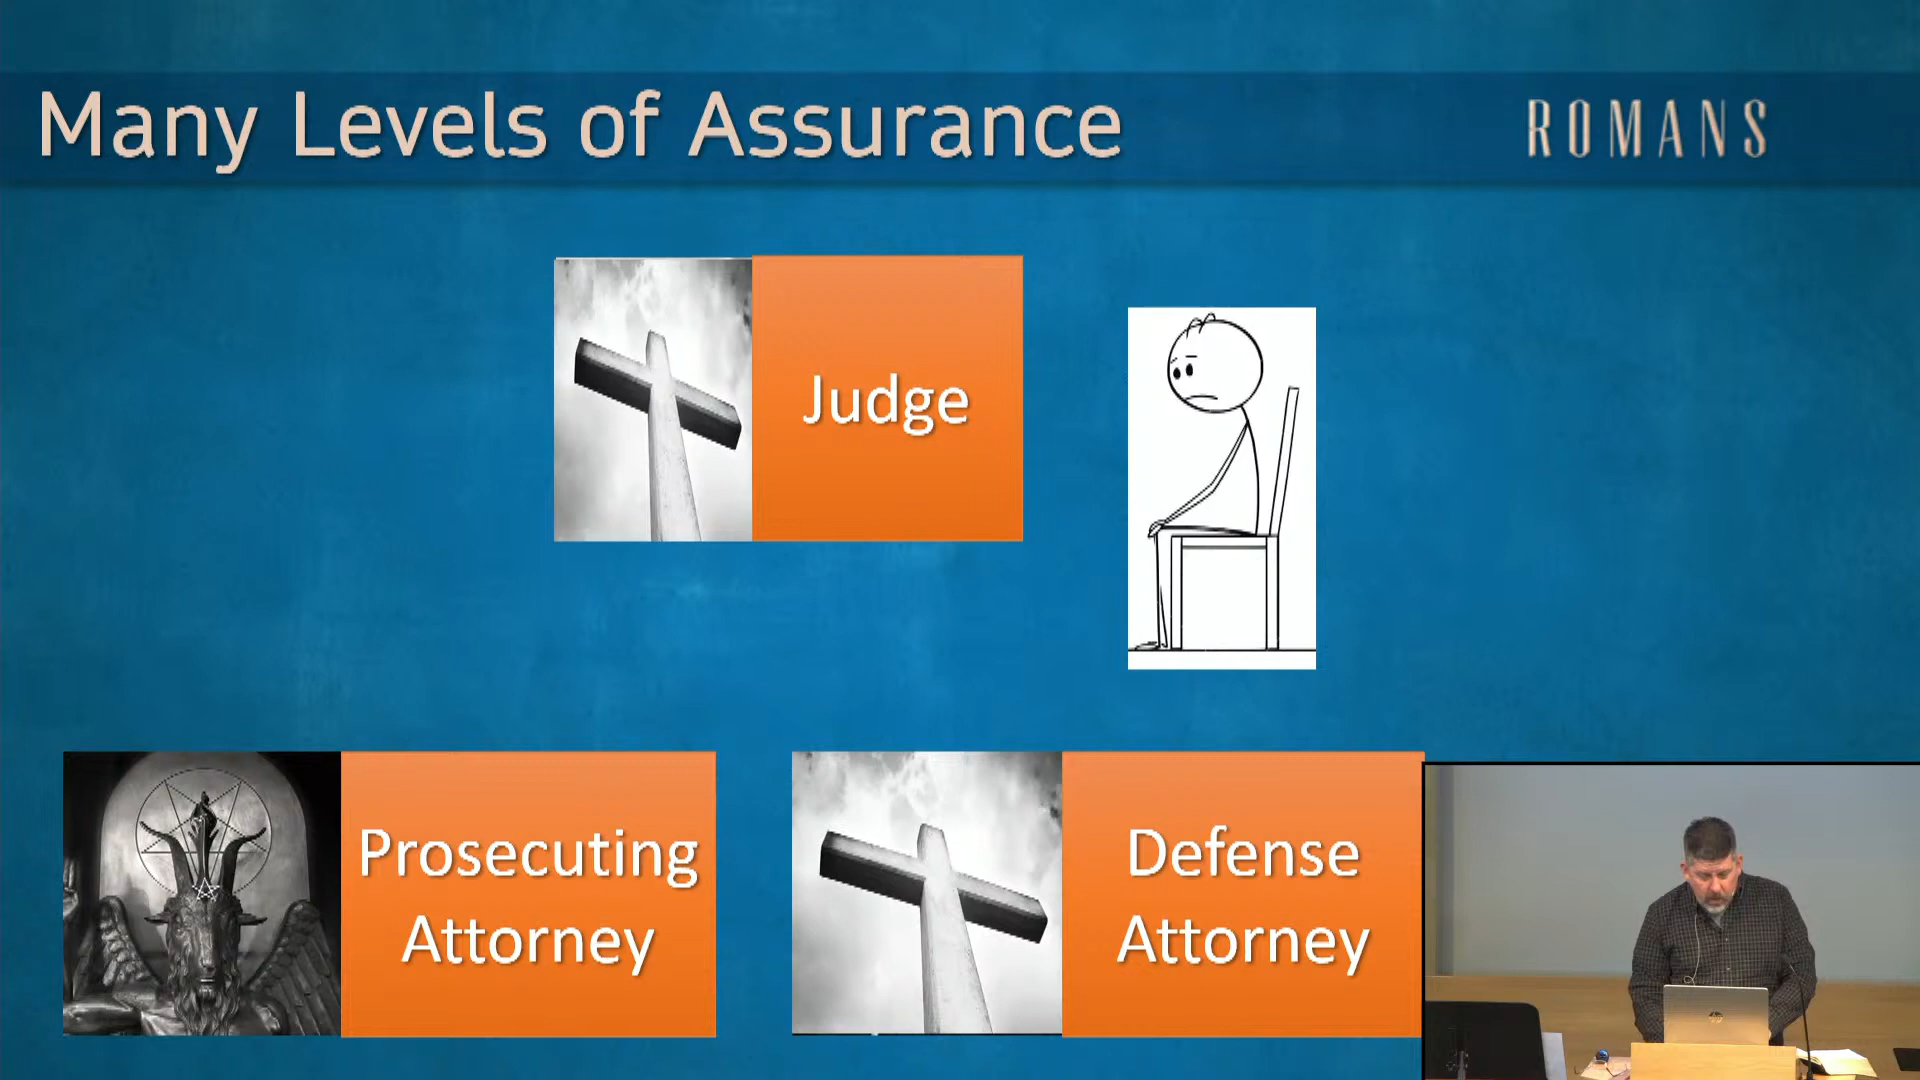 Many Levels of Assurance
ROMANS
Judge
Prosecuting
Attorney
Defense
Attorney